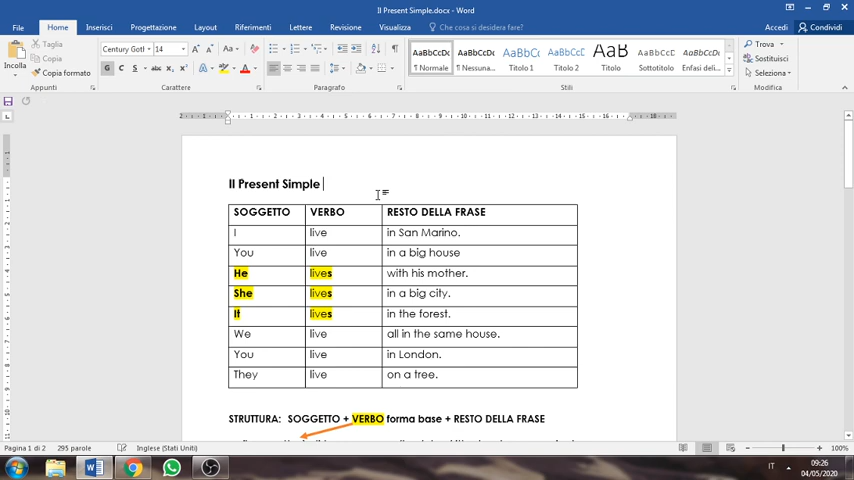 Il Present Simple.docx - Word
File Home Inserisci Progettazione Layout Riferimenti Lettere Revisione Visualizza Che cosa si desidera fare? Accedi Condividi
Incolla
Taglia
Copia
Copia formato
Appunti
Century Gotl 14
Carattere
Paragrafo
AaBbCcDc AaBbCcDc AaBbC AaBbCcC AaB AaBbCcC AaBbCcDc
¶ Normale ¶ Nessuna... Titolo 1 Titolo 2 Titolo Sottotitolo Enfasi deli...
Stili
Trova
Sostituisci
Seleziona
Modifica
Il Present Simple
SOGGETTO VERBO RESTO DELLA FRASE
I live in San Marino.
You live in a big house
He lives with his mother.
She lives in a big city.
It lives in the forest.
We live all in the same house.
You live in London.
They live on a tree.
STRUTTURA: SOGGETTO + VERBO forma base + RESTO DELLA FRASE
Pagina 1 di 2 295 parole Inglese (Stati Uniti) 100%
IT 09:26
04/05/2020